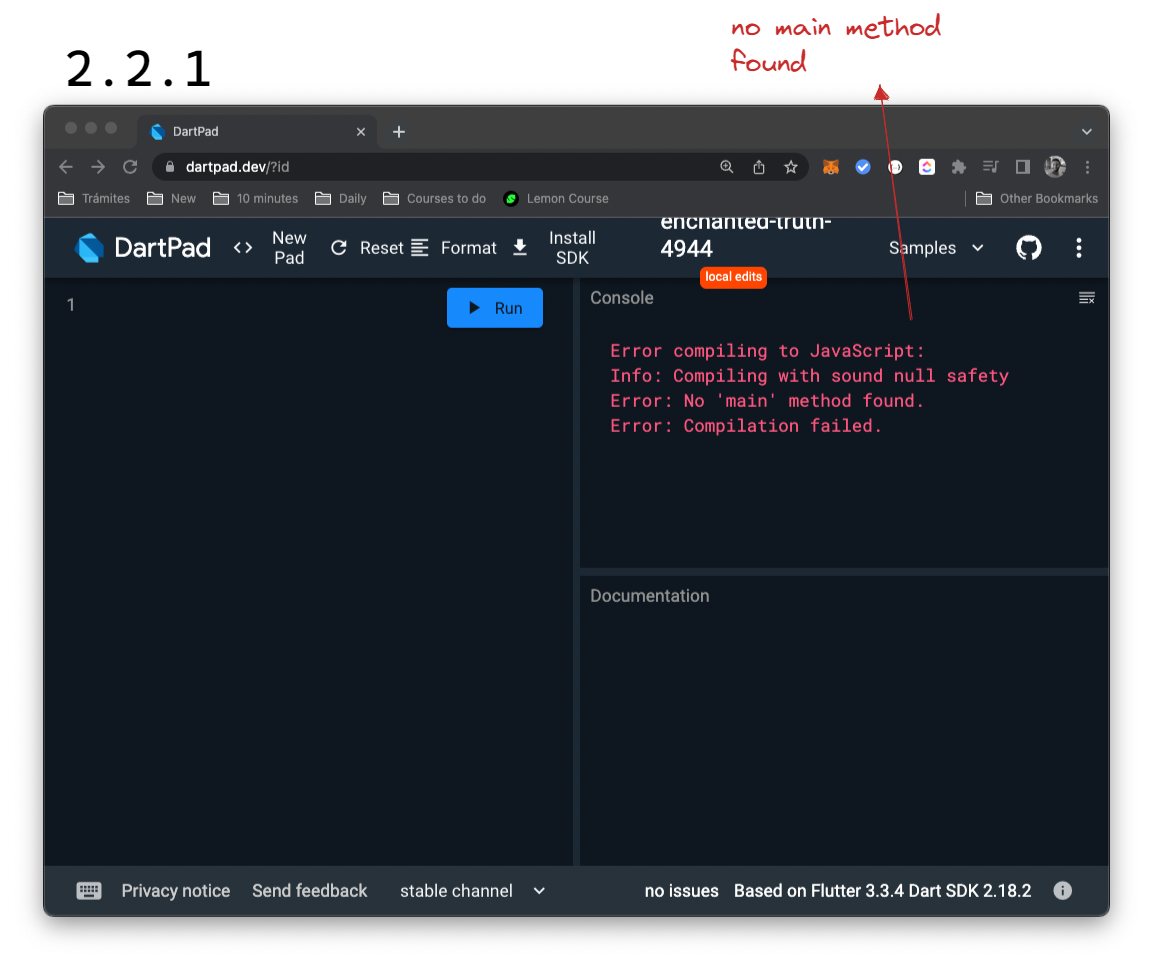 no main method
found
2.2.1
DartPad
dartpad.dev/?id
Trámites New 10 minutes Daily Courses to do Lemon Course Other Bookmarks
DartPad <> New Pad Reset Format Install SDK enchanted-truth-4944 Samples
local edits
1 Run
Console
Error compiling to JavaScript:
Info: Compiling with sound null safety
Error: No 'main' method found.
Error: Compilation failed.
Documentation
Privacy notice Send feedback stable channel no issues Based on Flutter 3.3.4 Dart SDK 2.18.2